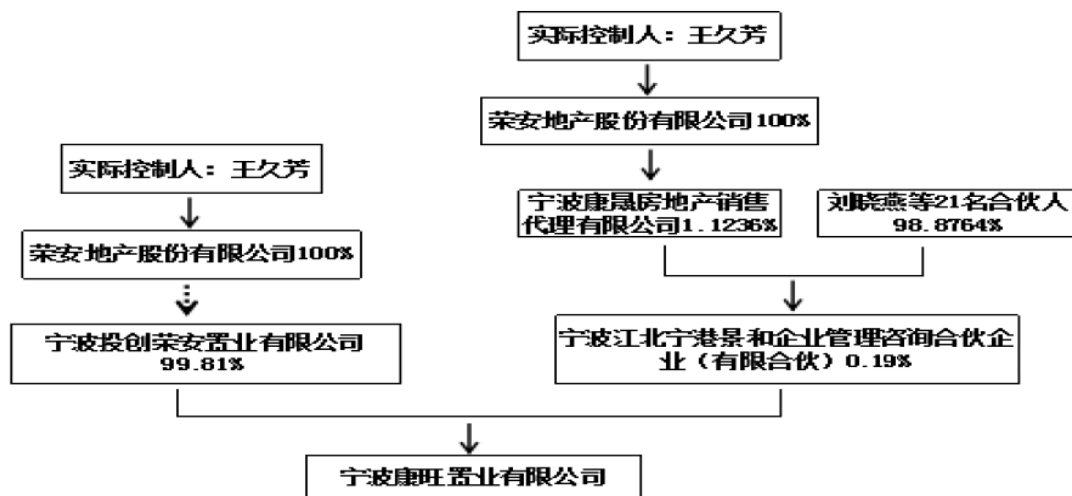 实际控制人：王久芳
荣安地产股份有限公司100%
实际控制人：王久芳
宁波康晟房地产销售
代理有限公司1.1236%
刘晓燕等21名合伙人
98.8764%
荣安地产股份有限公司100%
宁波投创荣安置业有限公司
99.81%
宁波江北宁港景和企业管理咨询合伙企
业（有限合伙）0.19%
宁波康旺置业有限公司